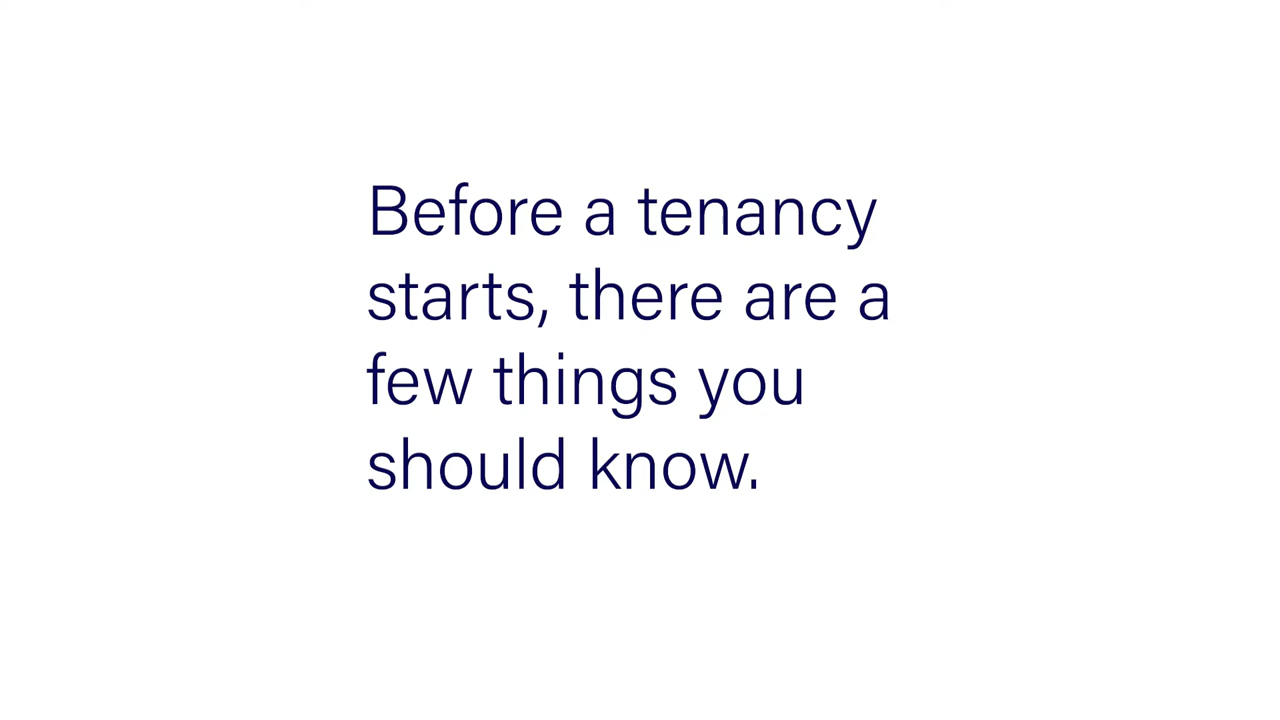 Before a tenancy
starts, there are a
few things you
should know.